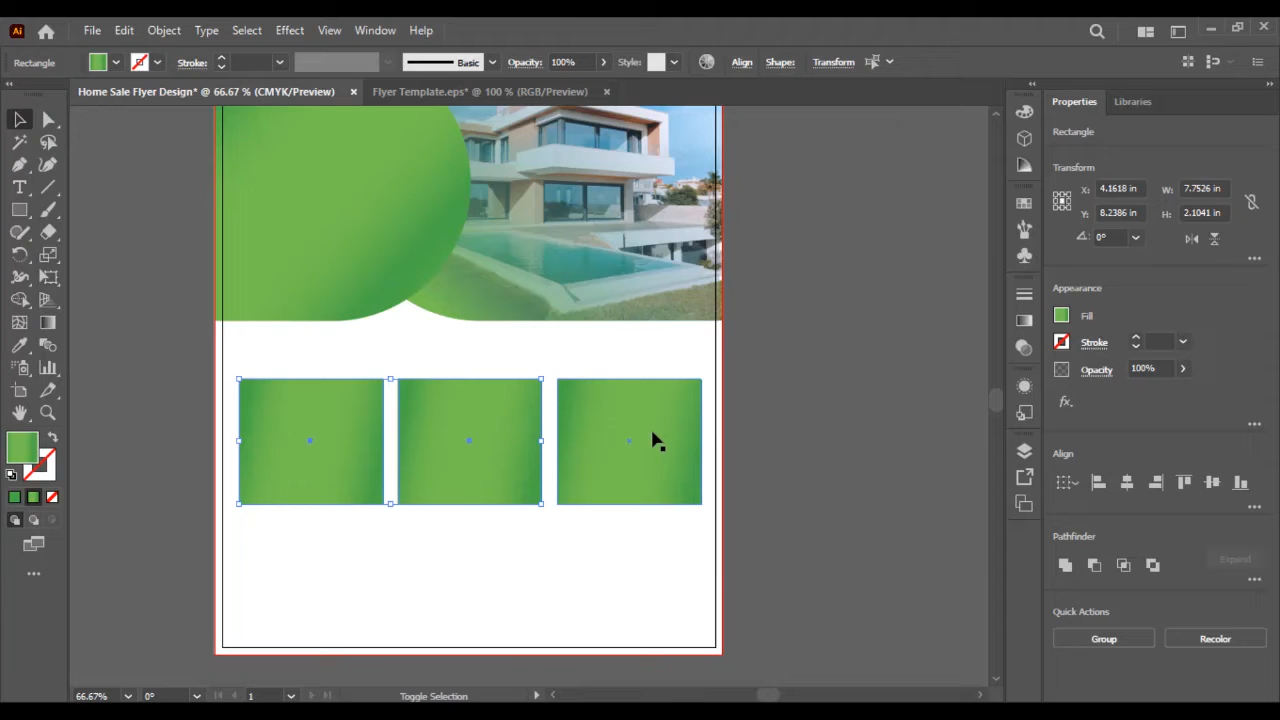 Ai File Edit Object Type Select Effect View Window Help
Rectangle Stroke: Basic Opacity: 100% Style: Align Shape: Transform
Home Sale Flyer Design* @ 66.67 % (CMYK/Preview) × Flyer Template.eps* @ 100 % (RGB/Preview) ×
Properties Libraries
Rectangle
Transform
X: 4.1618 in W: 7.7526 in
Y: 8.2386 in H: 2.1041 in
0°
Appearance
Fill
Stroke
Opacity 100%
fx.
Align
Pathfinder
Expand
Quick Actions
Group Recolor
66.67% 0° 1 Toggle Selection